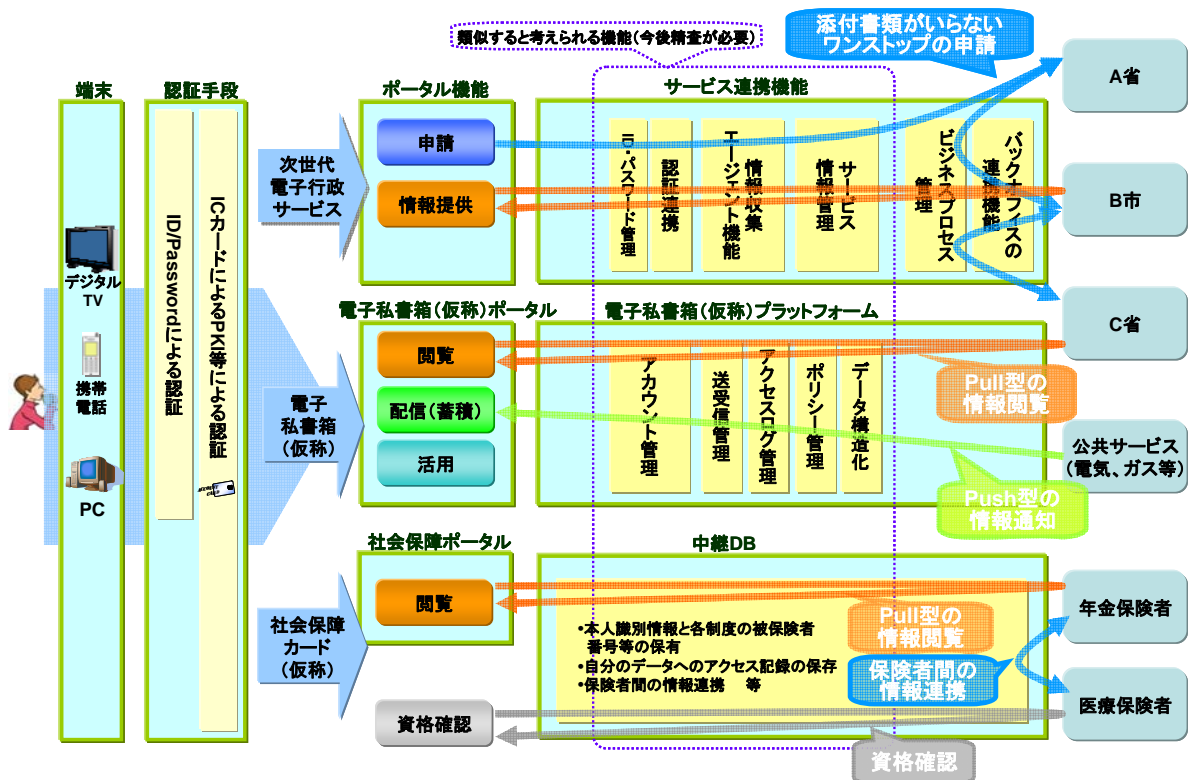 類似すると考えられる機能(今後精査が必要)
添付書類がいらない
ワンストップの申請
端末
認証手段
ポータル機能
サービス連携機能
A省
B市
C省
公共サービス
(電気、ガス等)
年金保険者
医療保険者
デジタル
TV
携帯
電話
PC
ID/Passwordによる認証
ICカードによるPKI等による認証
次世代
電子行政
サービス
申請
情報提供
ID・パスワード管理
認証連携
情報収集
エージェント機能
サービス
情報管理
ビジネスプロセス
管理
バックオフィスの
連携機能
電子私書箱(仮称)ポータル
電子私書箱(仮称)プラットフォーム
電子
私書箱
(仮称)
閲覧
配信(蓄積)
活用
アカウント管理
送受信管理
アクセスログ管理
ポリシー管理
データ構造化
Pull型の
情報閲覧
Push型の
情報通知
社会保障ポータル
中継DB
社会保障
カード
(仮称)
閲覧
資格確認
•本人識別情報と各制度の被保険者
番号等の保有
•自分のデータへのアクセス記録の保存
•保険者間の情報連携 等
Pull型の
情報閲覧
保険者間の
情報連携
資格確認